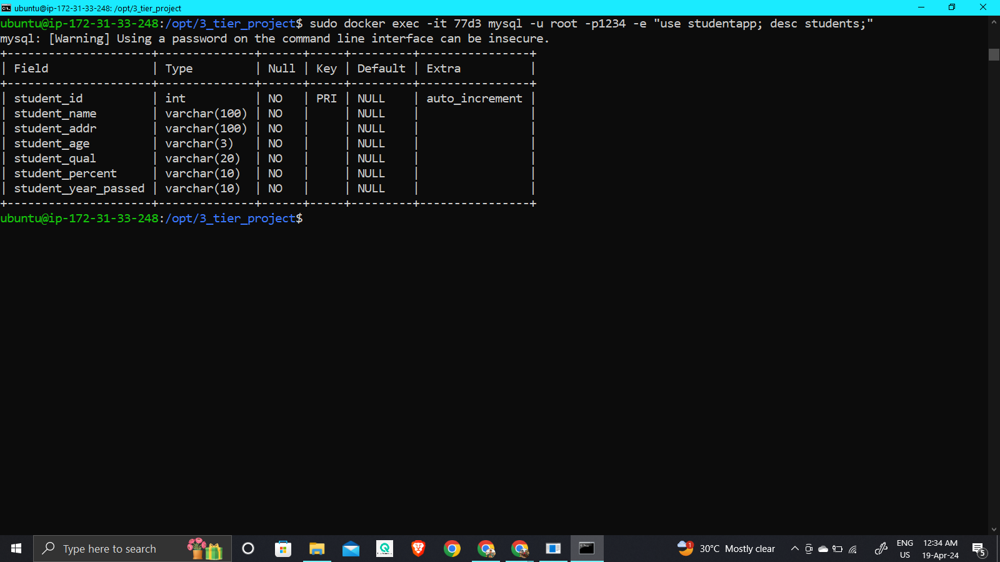 ubuntu@ip-172-31-33-248: /opt/3_tier_project
ubuntu@ip-172-31-33-248:/opt/3_tier_project$ sudo docker exec -it 77d3 mysql -u root -p1234 -e "use studentapp; desc students;"
mysql: [Warning] Using a password on the command line interface can be insecure.
+---------------------+--------------+------+-----+---------+----------------+
| Field               | Type         | Null | Key | Default | Extra          |
+---------------------+--------------+------+-----+---------+----------------+
| student_id          | int          | NO   | PRI | NULL    | auto_increment |
| student_name        | varchar(100) | NO   |     | NULL    |                |
| student_addr        | varchar(100) | NO   |     | NULL    |                |
| student_age         | varchar(3)   | NO   |     | NULL    |                |
| student_qual        | varchar(20)  | NO   |     | NULL    |                |
| student_percent     | varchar(10)  | NO   |     | NULL    |                |
| student_year_passed | varchar(10)  | NO   |     | NULL    |                |
+---------------------+--------------+------+-----+---------+----------------+
ubuntu@ip-172-31-33-248:/opt/3_tier_project$
Type here to search
1
30°C Mostly clear
ENG
US
12:34 AM
19-Apr-24
5